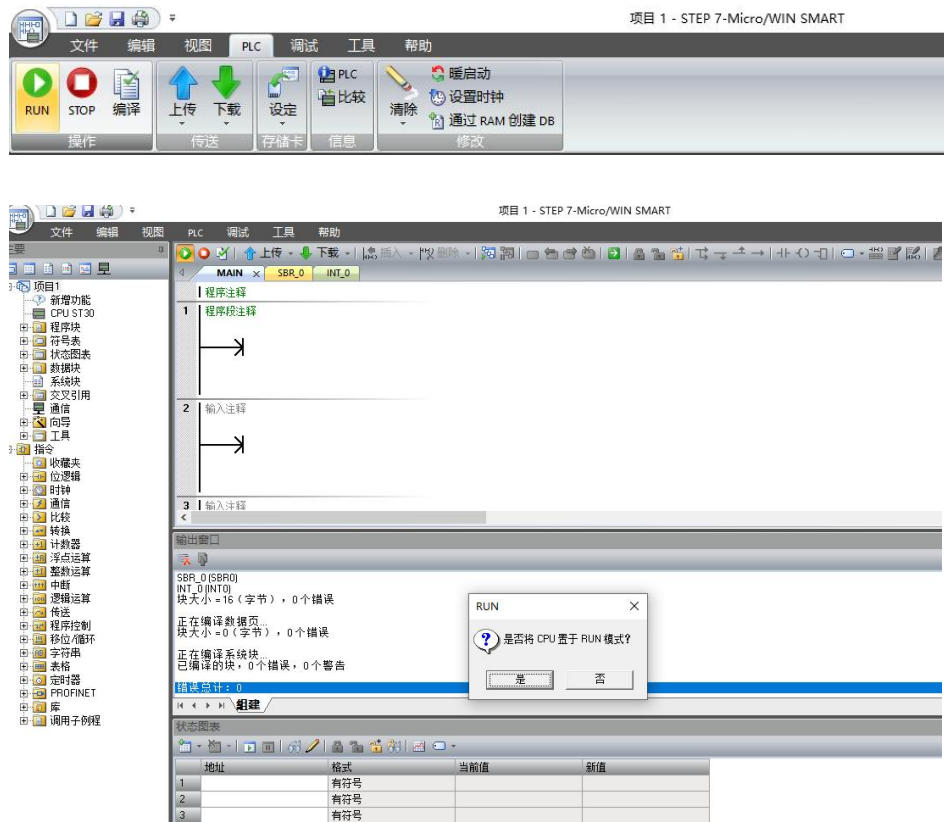 项目 1 - STEP 7-Micro/WIN SMART
文件 编辑 视图 PLC 调试 工具 帮助
RUN STOP 编译 上传 下载 设定 PLC 比较 清除 暖启动
设置时钟
通过 RAM 创建 DB
操作 传送 存储卡 信息 修改
项目 1 - STEP 7-Micro/WIN SMART
文件 编辑 视图 PLC 调试 工具 帮助
主要
上传 下载 插入 删除
MAIN × SBR_0 INT_0
项目1
新增功能
CPU ST30
程序块
符号表
状态图表
数据块
系统块
交叉引用
通信
向导
工具
指令
收藏夹
位逻辑
时钟
通信
比较
转换
计数器
浮点运算
整数运算
中断
逻辑运算
传送
程序控制
移位/循环
字符串
表格
定时器
PROFINET
库
调用子例程
程序注释
1 程序段注释
2 输入注释
3 输入注释
输出窗口
SBR_0 (SBR0)
INT_0 (INT0)
块大小 =16（字节），0个错误
正在编译数据页...
块大小 =0（字节），0个错误
正在编译系统块...
已编译的块，0个错误，0个警告
错误总计：0
组建
RUN
是否将 CPU 置于 RUN 模式?
是 否
状态图表
地址 格式 当前值 新值
1 有符号
2 有符号
3 有符号